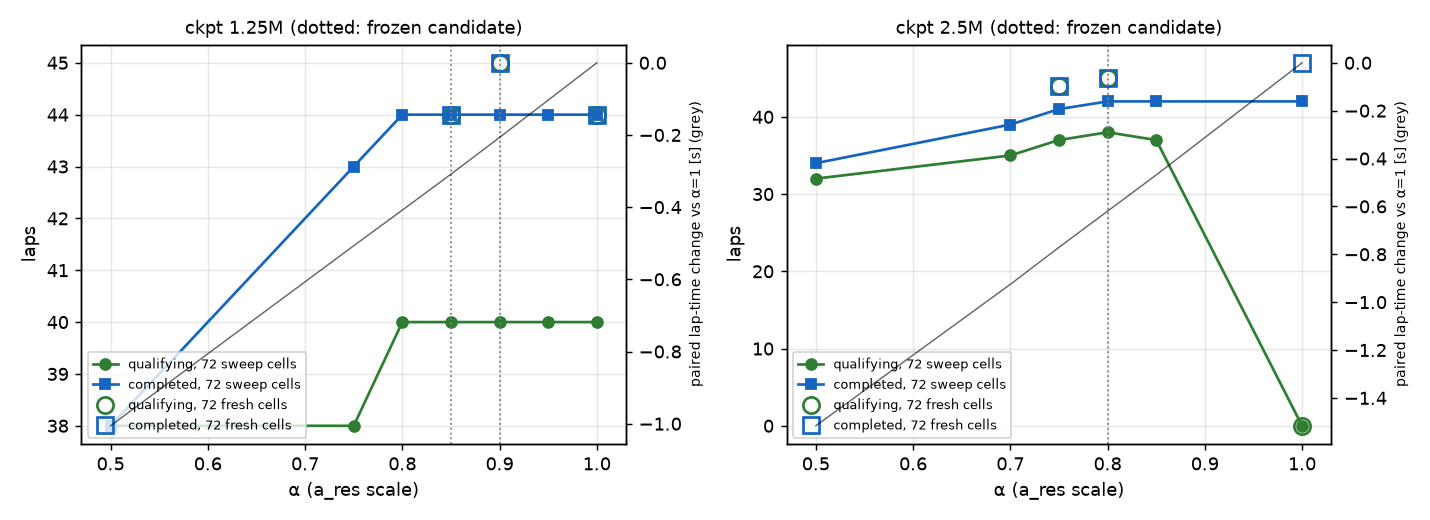 ckpt 1.25M (dotted: frozen candidate)
45
44
43
42
41
40
39
38
laps
0.0
−0.2
−0.4
−0.6
−0.8
−1.0
paired lap-time change vs α=1 [s] (grey)
qualifying, 72 sweep cells
completed, 72 sweep cells
qualifying, 72 fresh cells
completed, 72 fresh cells
0.5
0.6
0.7
0.8
0.9
1.0
α (a_res scale)
ckpt 2.5M (dotted: frozen candidate)
40
30
20
10
0
laps
0.0
−0.2
−0.4
−0.6
−0.8
−1.0
−1.2
−1.4
paired lap-time change vs α=1 [s] (grey)
qualifying, 72 sweep cells
completed, 72 sweep cells
qualifying, 72 fresh cells
completed, 72 fresh cells
0.5
0.6
0.7
0.8
0.9
1.0
α (a_res scale)